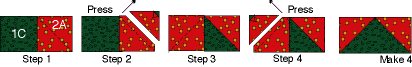 Press Press
1C 2A
Step 1 Step 2 Step 3 Step 4 Make 4